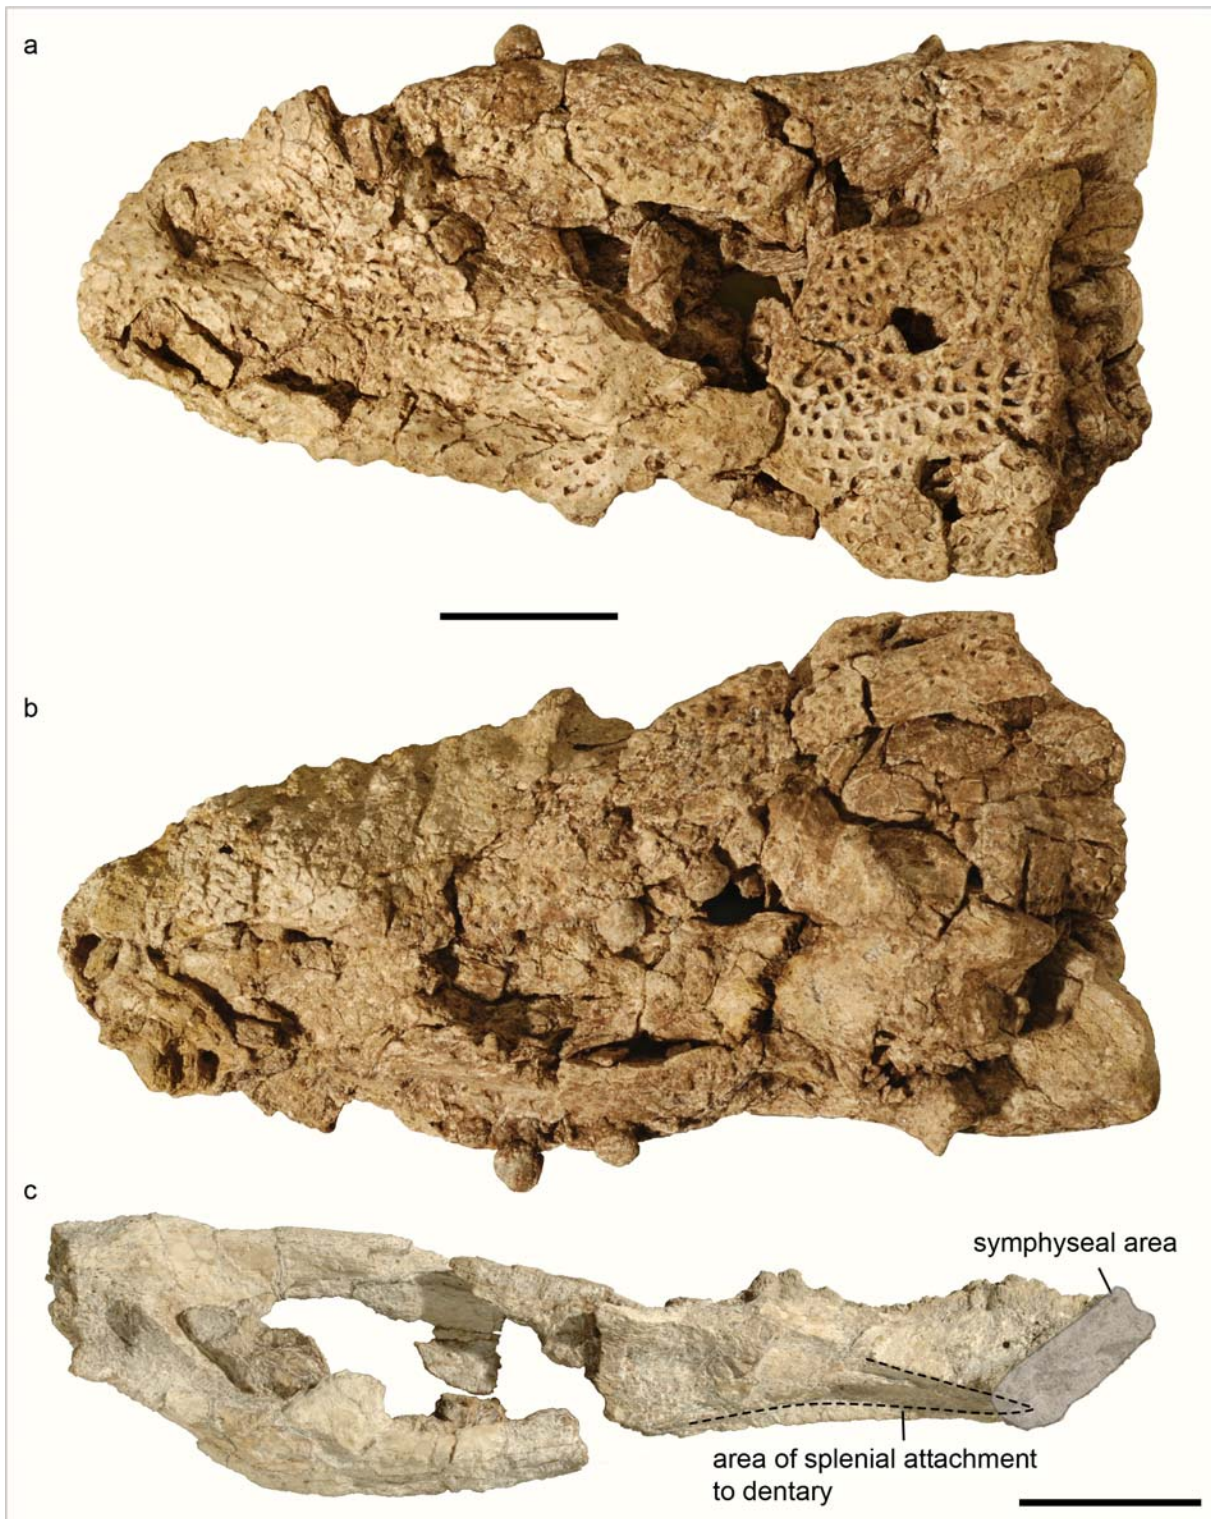 a
b
c
symphyseal area
area of splenial attachment
to dentary